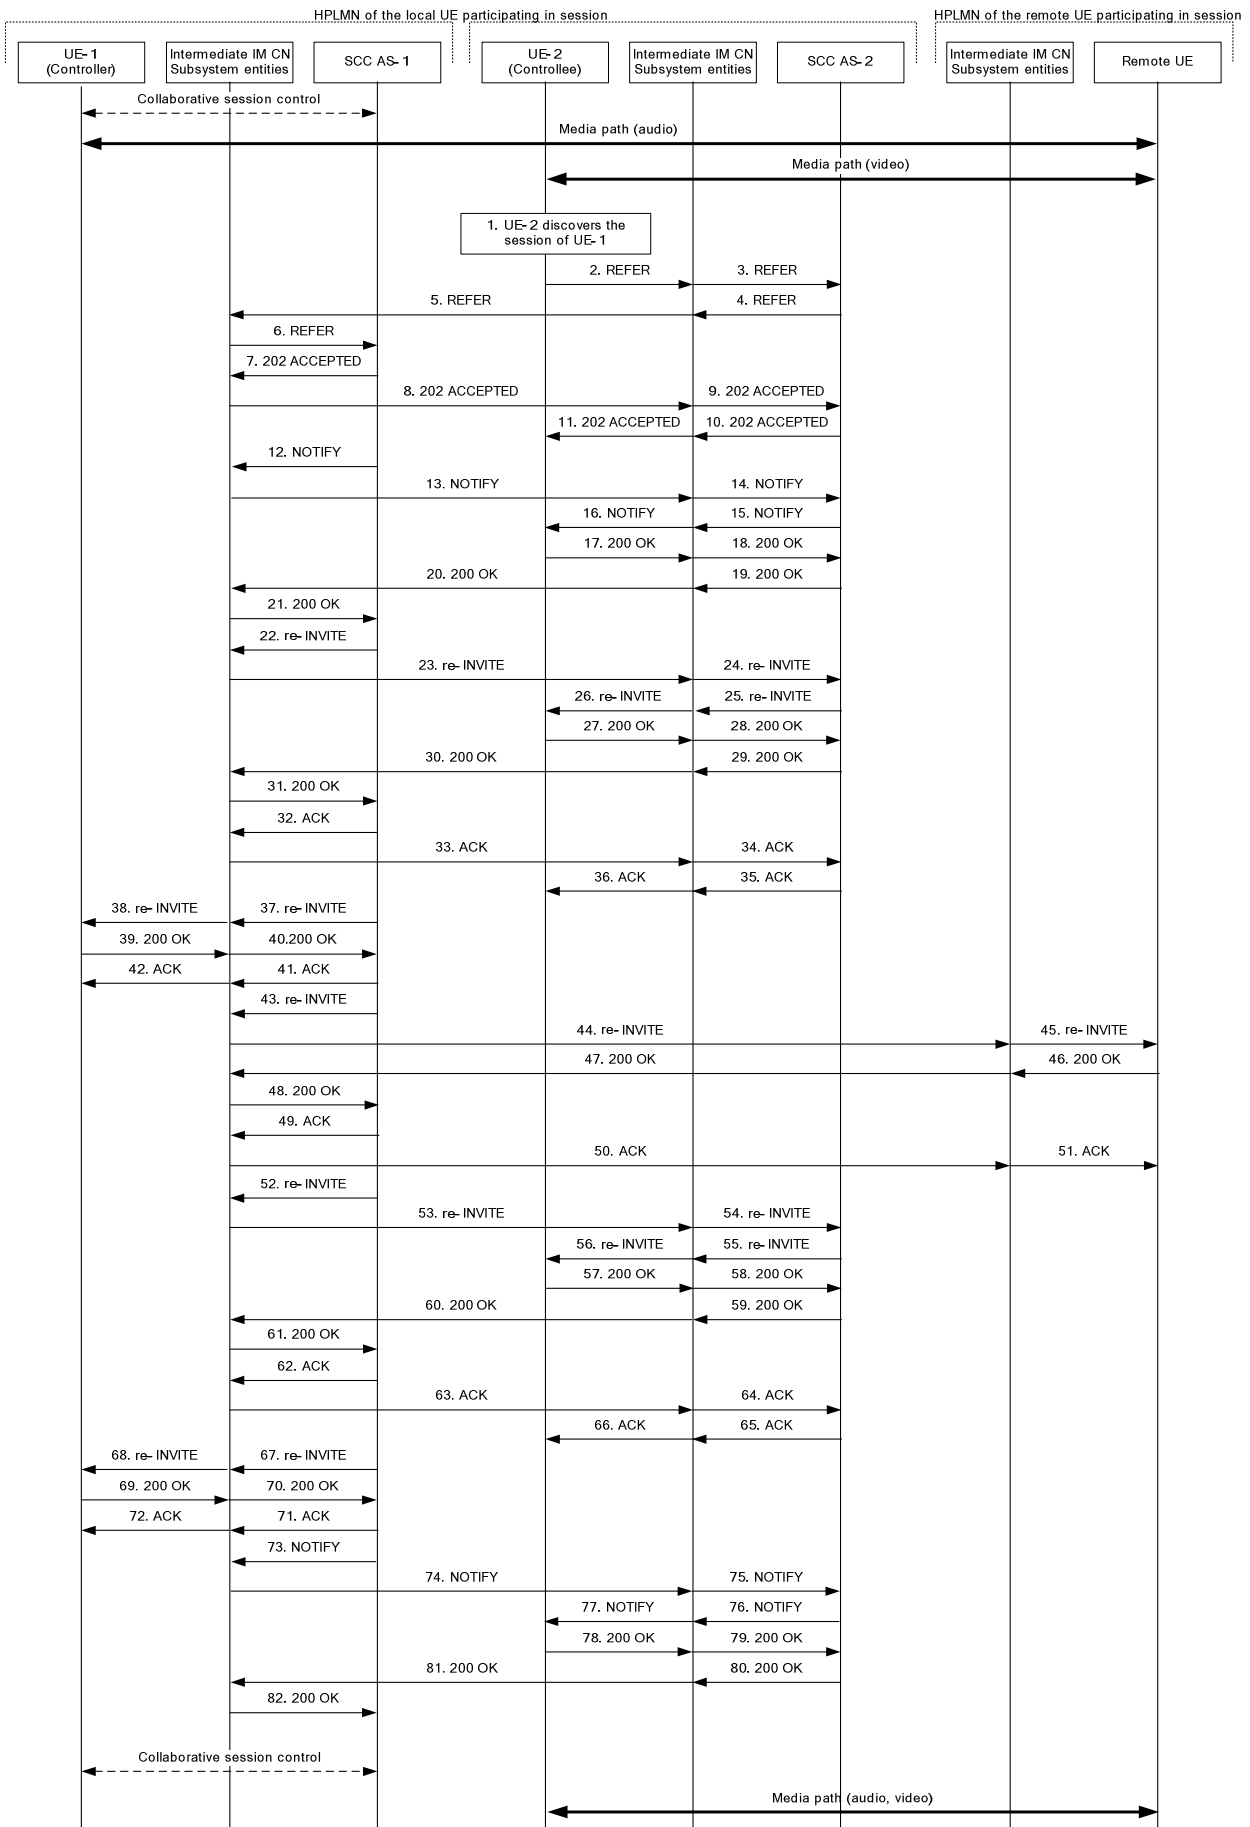 HPLMN of the local UE participating in session
HPLMN of the remote UE participating in session
UE-1
(Controller)
Intermediate IM CN
Subsystem entities
SCC AS-1
UE-2
(Controllee)
Intermediate IM CN
Subsystem entities
SCC AS-2
Intermediate IM CN
Subsystem entities
Remote UE
Collaborative session control
Media path (audio)
Media path (video)
1. UE-2 discovers the
session of UE-1
2. REFER
3. REFER
5. REFER
4. REFER
6. REFER
7. 202 ACCEPTED
8. 202 ACCEPTED
9. 202 ACCEPTED
11. 202 ACCEPTED
10. 202 ACCEPTED
12. NOTIFY
13. NOTIFY
14. NOTIFY
16. NOTIFY
15. NOTIFY
17. 200 OK
18. 200 OK
20. 200 OK
19. 200 OK
21. 200 OK
22. re-INVITE
23. re-INVITE
24. re-INVITE
26. re-INVITE
25. re-INVITE
27. 200 OK
28. 200 OK
30. 200 OK
29. 200 OK
31. 200 OK
32. ACK
33. ACK
34. ACK
36. ACK
35. ACK
38. re-INVITE
37. re-INVITE
39. 200 OK
40.200 OK
42. ACK
41. ACK
43. re-INVITE
44. re-INVITE
45. re-INVITE
47. 200 OK
46. 200 OK
48. 200 OK
49. ACK
50. ACK
51. ACK
52. re-INVITE
53. re-INVITE
54. re-INVITE
56. re-INVITE
55. re-INVITE
57. 200 OK
58. 200 OK
60. 200 OK
59. 200 OK
61. 200 OK
62. ACK
63. ACK
64. ACK
66. ACK
65. ACK
68. re-INVITE
67. re-INVITE
69. 200 OK
70. 200 OK
72. ACK
71. ACK
73. NOTIFY
74. NOTIFY
75. NOTIFY
77. NOTIFY
76. NOTIFY
78. 200 OK
79. 200 OK
81. 200 OK
80. 200 OK
82. 200 OK
Collaborative session control
Media path (audio, video)